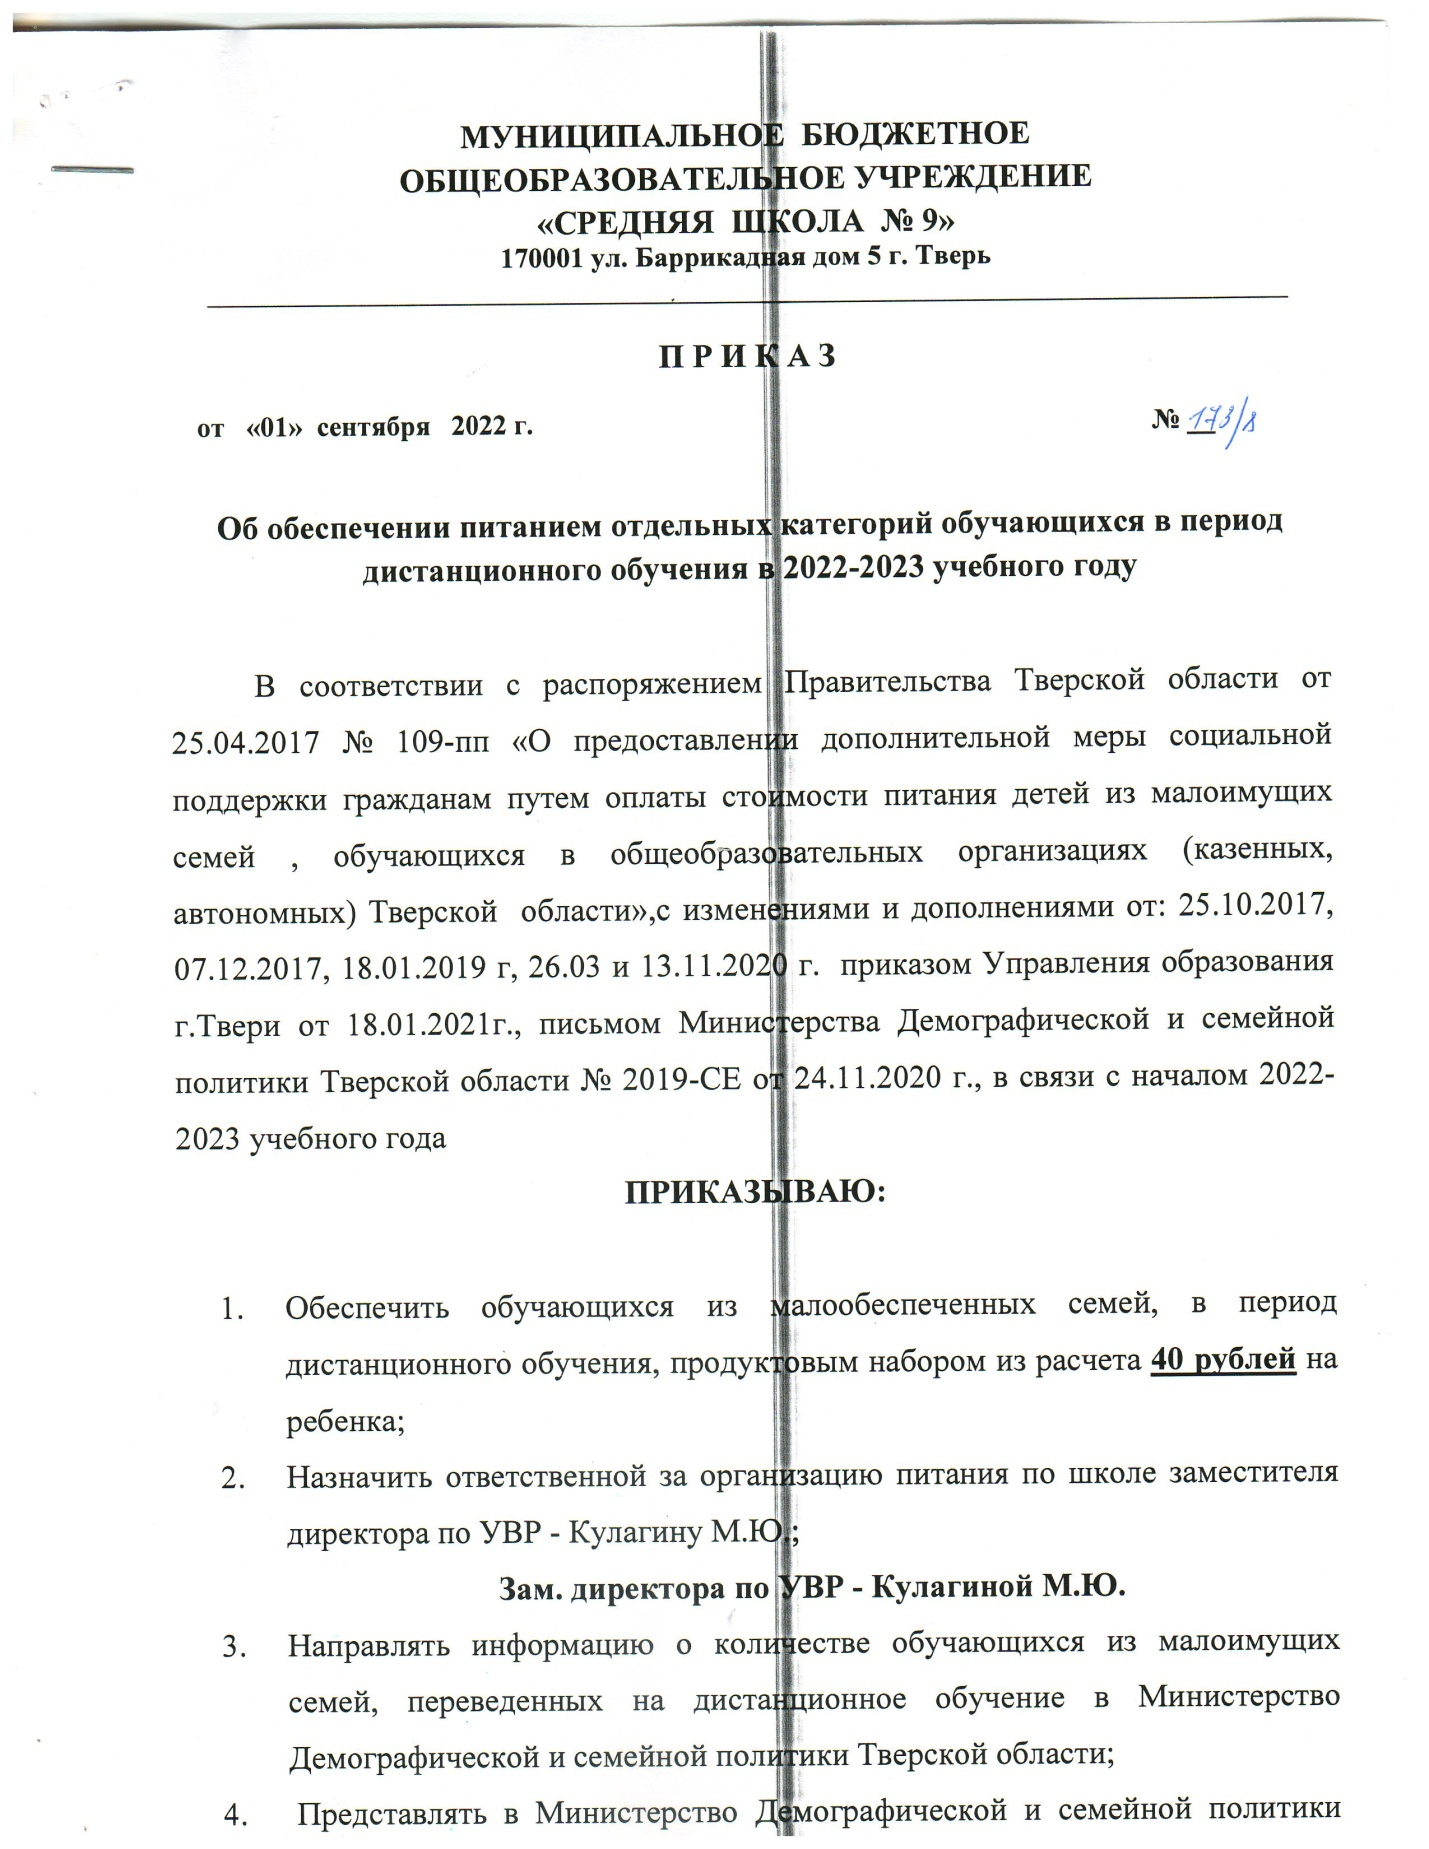 МУНИЦИПАЛЬНОЕ БЮДЖЕТНОЕ
ОБЩЕОБРАЗОВАТЕЛЬНОЕ УЧРЕЖДЕНИЕ
«СРЕДНЯЯ ШКОЛА № 9»
170001 ул. Баррикадная дом 5 г. Тверь
П Р И К А З
от «01» сентября 2022 г. № 173/8
Об обеспечении питанием отдельных категорий обучающихся в период
дистанционного обучения в 2022-2023 учебного году
В соответствии с распоряжением Правительства Тверской области от
25.04.2017 № 109-пп «О предоставлении дополнительной меры социальной
поддержки гражданам путем оплаты стоимости питания детей из малоимущих
семей , обучающихся в общеобразовательных организациях (казенных,
автономных) Тверской области»,с изменениями и дополнениями от: 25.10.2017,
07.12.2017, 18.01.2019 г, 26.03 и 13.11.2020 г. приказом Управления образования
г.Твери от 18.01.2021г., письмом Министерства Демографической и семейной
политики Тверской области № 2019-СЕ от 24.11.2020 г., в связи с началом 2022-
2023 учебного года
ПРИКАЗЫВАЮ:
1. Обеспечить обучающихся из малообеспеченных семей, в период
дистанционного обучения, продуктовым набором из расчета 40 рублей на
ребенка;
2. Назначить ответственной за организацию питания по школе заместителя
директора по УВР - Кулагину М.Ю.;
Зам. директора по УВР - Кулагиной М.Ю.
3. Направлять информацию о количестве обучающихся из малоимущих
семей, переведенных на дистанционное обучение в Министерство
Демографической и семейной политики Тверской области;
4. Представлять в Министерство Демографической и семейной политики